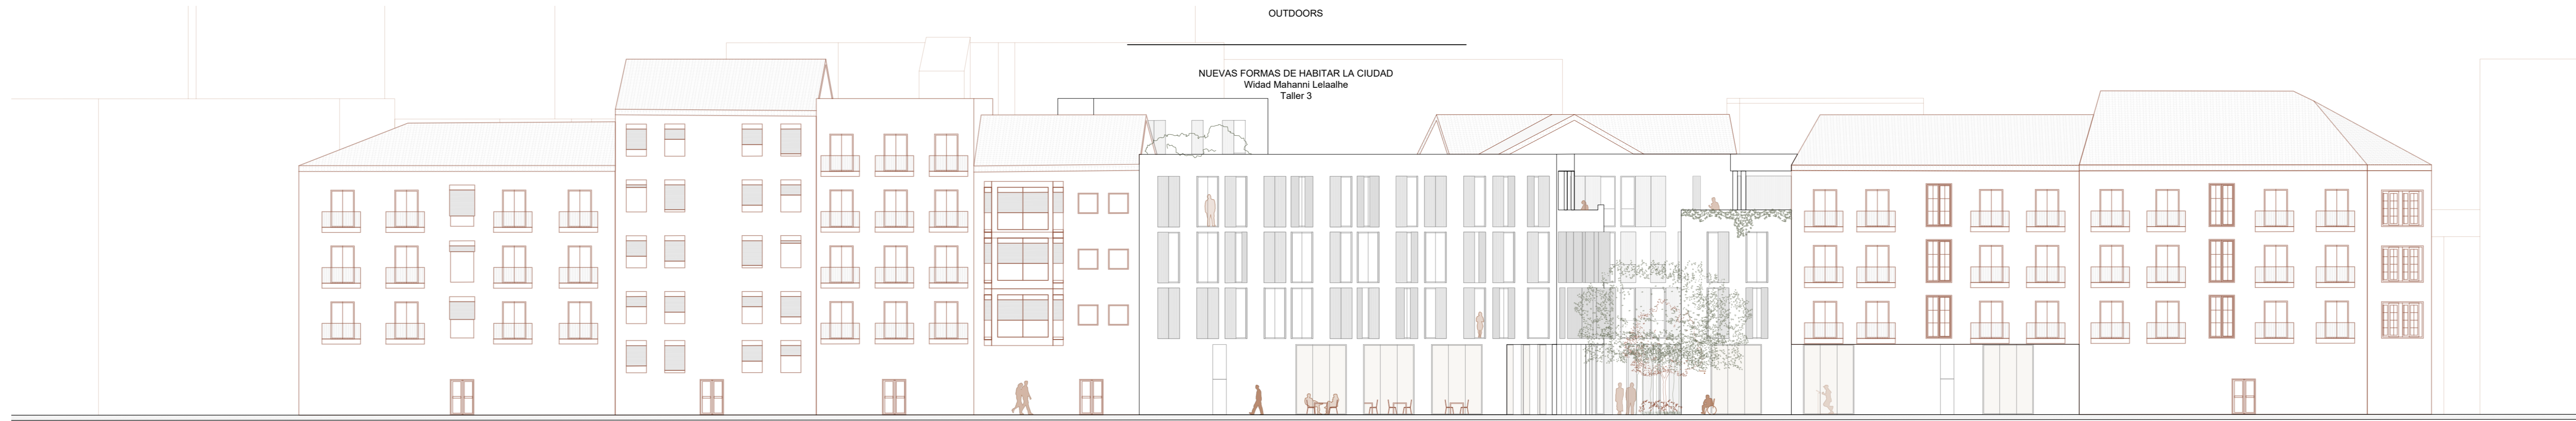 OUTDOORS
NUEVAS FORMAS DE HABITAR LA CIUDAD
Widad Mahanni Lelaalhe
Taller 3